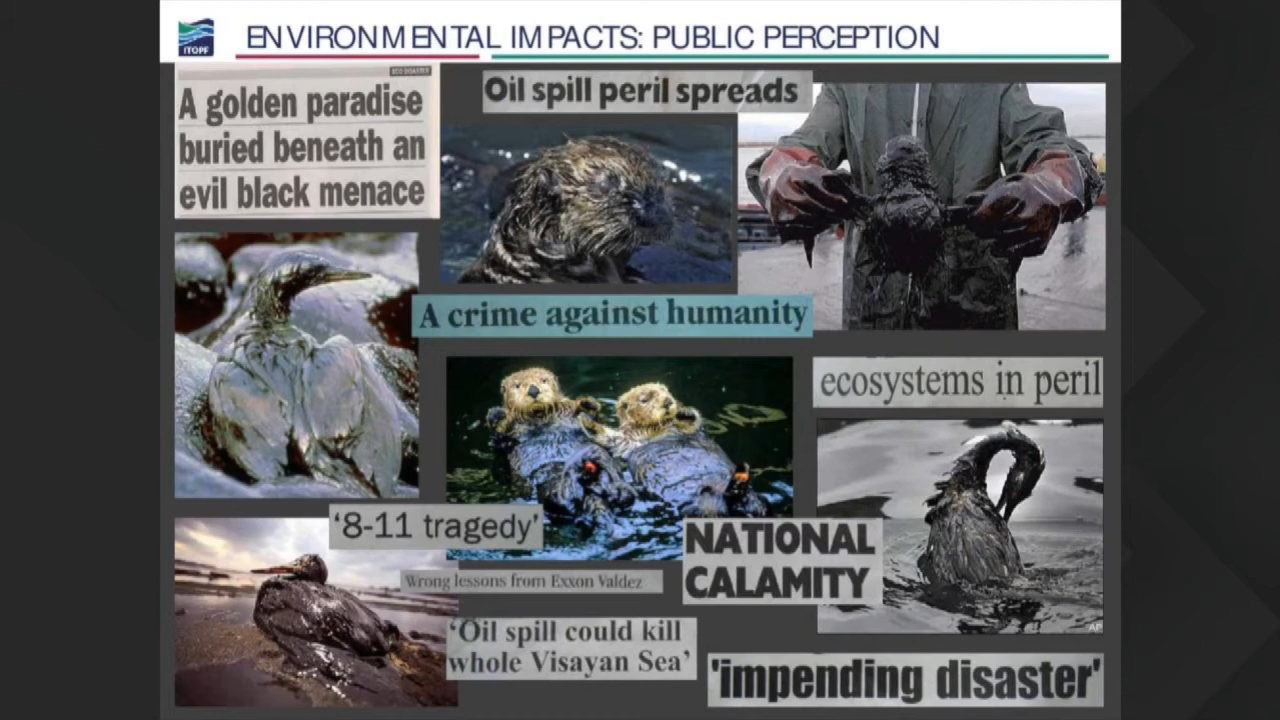 ITOPF
ENVIRONMENTAL IMPACTS: PUBLIC PERCEPTION
ECO DISASTER
A golden paradise
buried beneath an
evil black menace
Oil spill peril spreads
A crime against humanity
ecosystems in peril
'8-11 tragedy'
Wrong lessons from Exxon Valdez
NATIONAL
CALAMITY
'Oil spill could kill
whole Visayan Sea'
'impending disaster'
AP